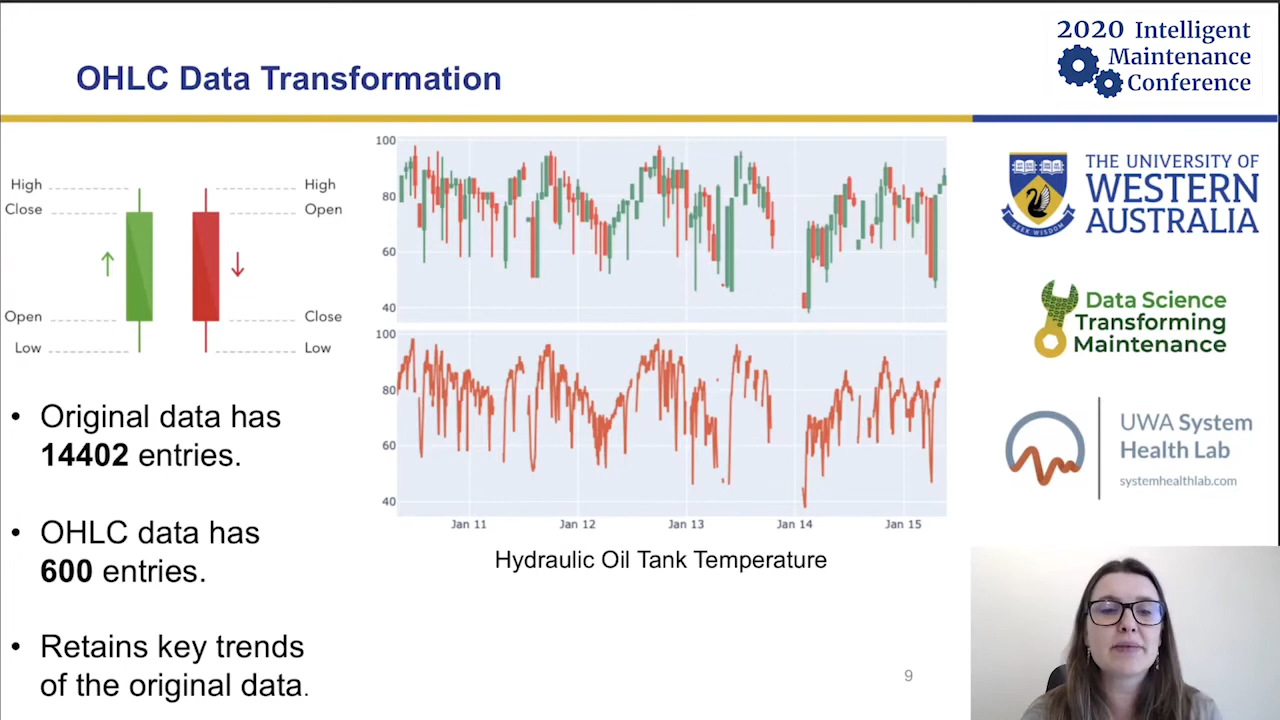 2020 Intelligent
Maintenance
Conference
OHLC Data Transformation
High
Close
Open
Low
High
Open
Close
Low
100
80
60
40
100
80
60
40
Jan 11
Jan 12
Jan 13
Jan 14
Jan 15
Hydraulic Oil Tank Temperature
• Original data has
14402 entries.
• OHLC data has
600 entries.
• Retains key trends
of the original data.
THE UNIVERSITY OF
WESTERN
AUSTRALIA
SEEK WISDOM
Data Science
Transforming
Maintenance
UWA System
Health Lab
systemhealthlab.com
9